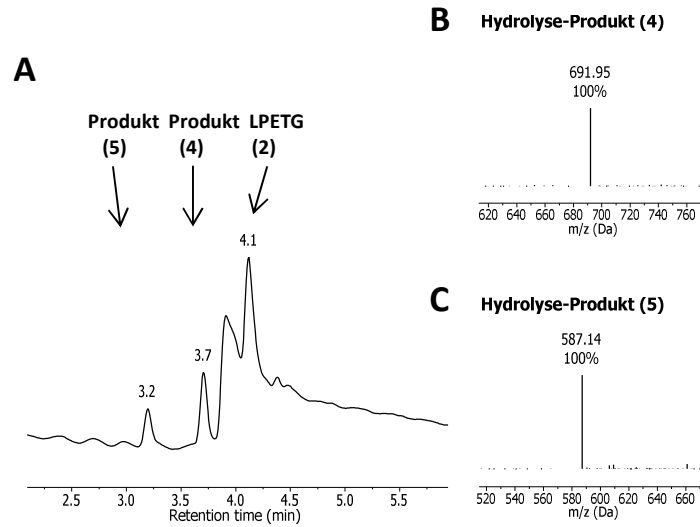 A
Produkt Produkt LPETG
(5) (4) (2)
4.1
3.7
3.2
2.5 3.0 3.5 4.0 4.5 5.0 5.5
Retention time (min)
B Hydrolyse-Produkt (4)
691.95
100%
620 640 660 680 700 720 740 760
m/z (Da)
C Hydrolyse-Produkt (5)
587.14
100%
520 540 560 580 600 620 640 660
m/z (Da)